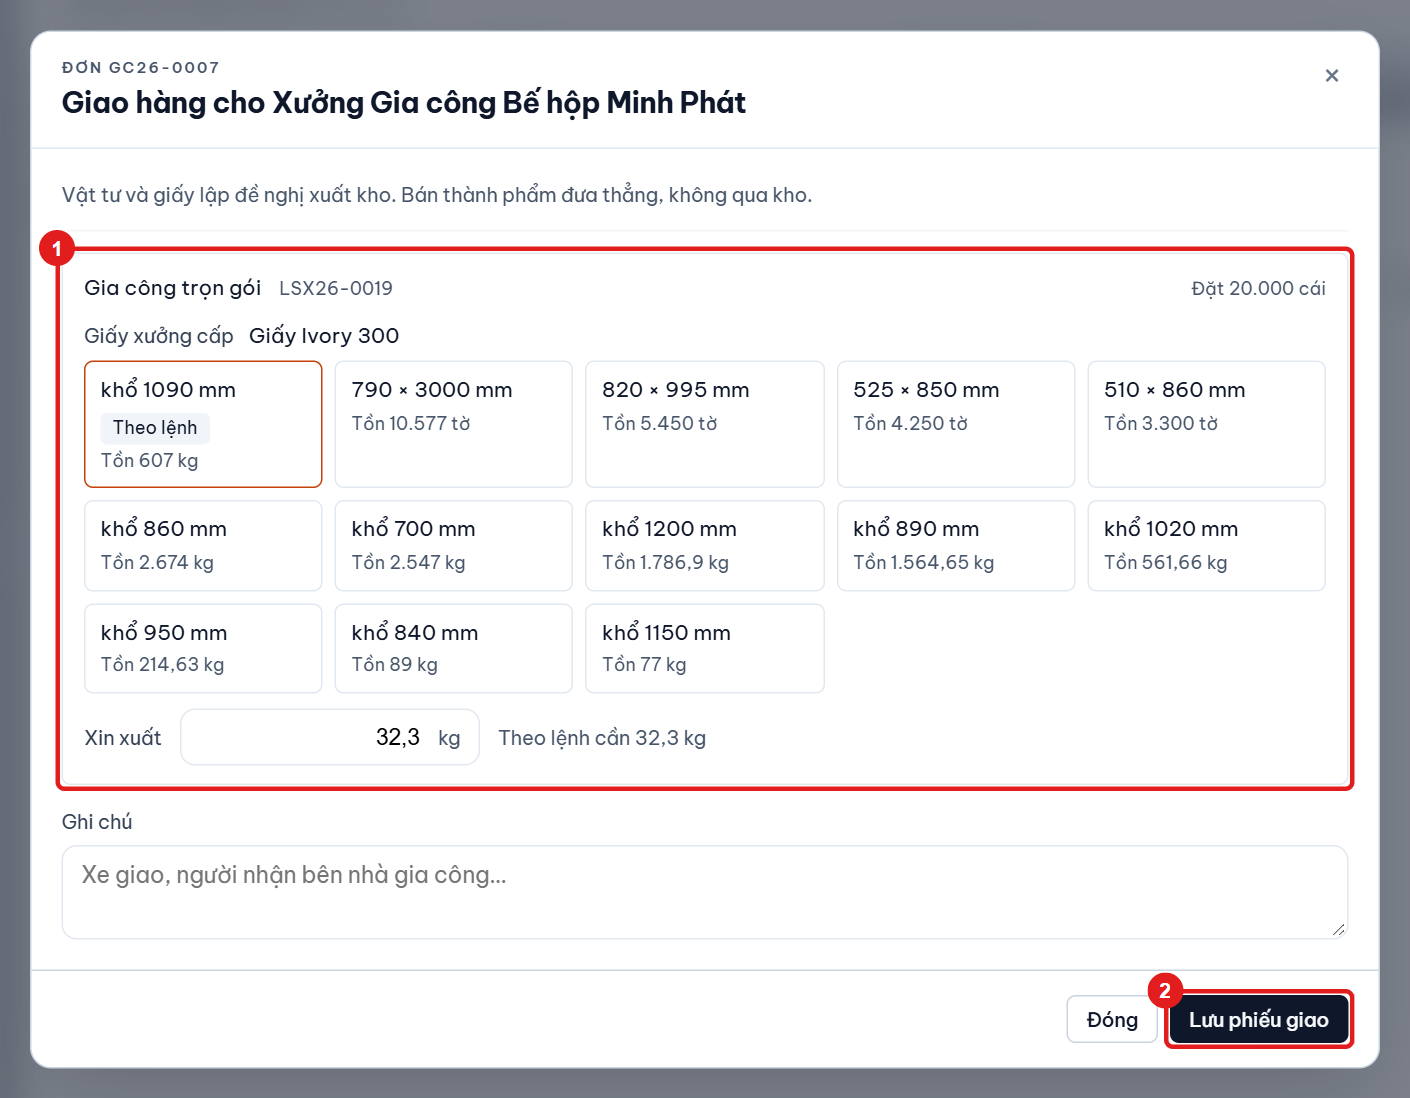 ĐƠN GC26-0007
Giao hàng cho Xưởng Gia công Bế hộp Minh Phát
×
Vật tư và giấy lập đề nghị xuất kho. Bán thành phẩm đưa thẳng, không qua kho.
1
Gia công trọn gói LSX26-0019 Đặt 20.000 cái
Giấy xưởng cấp Giấy Ivory 300
khổ 1090 mm
Theo lệnh
Tồn 607 kg
790 × 3000 mm
Tồn 10.577 tờ
820 × 995 mm
Tồn 5.450 tờ
525 × 850 mm
Tồn 4.250 tờ
510 × 860 mm
Tồn 3.300 tờ
khổ 860 mm
Tồn 2.674 kg
khổ 700 mm
Tồn 2.547 kg
khổ 1200 mm
Tồn 1.786,9 kg
khổ 890 mm
Tồn 1.564,65 kg
khổ 1020 mm
Tồn 561,66 kg
khổ 950 mm
Tồn 214,63 kg
khổ 840 mm
Tồn 89 kg
khổ 1150 mm
Tồn 77 kg
Xin xuất 32,3 kg Theo lệnh cần 32,3 kg
Ghi chú
Xe giao, người nhận bên nhà gia công...
2
Đóng Lưu phiếu giao